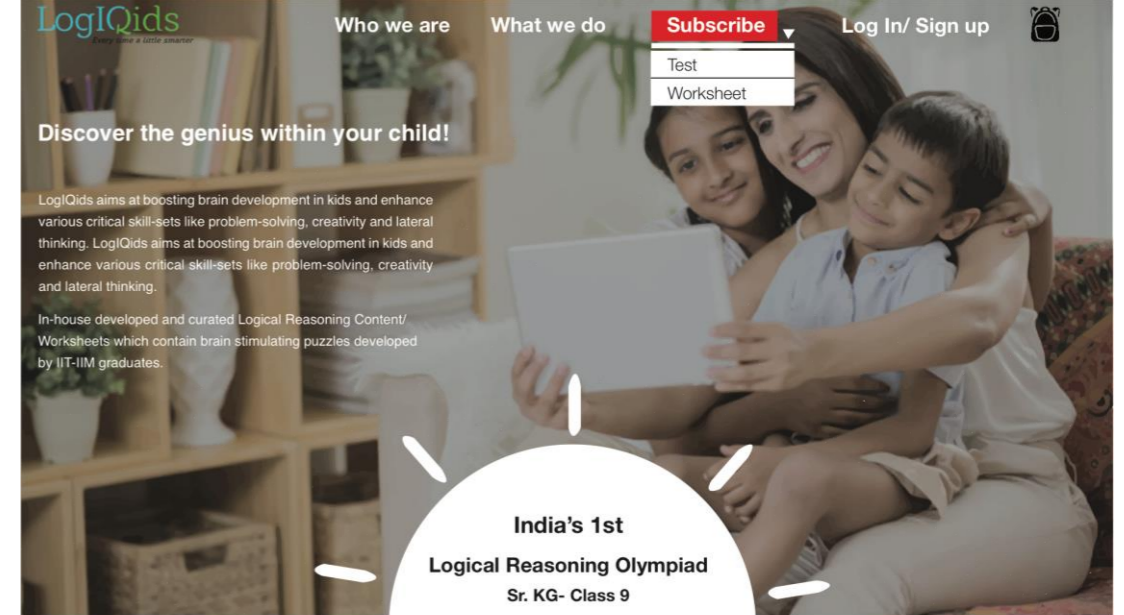 LogIQids
Every time a little smarter
Who we are
What we do
Subscribe
Log In/ Sign up
Test
Worksheet
Discover the genius within your child!
LogIQids aims at boosting brain development in kids and enhance
various critical skill-sets like problem-solving, creativity and lateral
thinking. LogIQids aims at boosting brain development in kids and
enhance various critical skill-sets like problem-solving, creativity
and lateral thinking.
In-house developed and curated Logical Reasoning Content/
Worksheets which contain brain stimulating puzzles developed
by IIT-IIM graduates.
India’s 1st
Logical Reasoning Olympiad
Sr. KG- Class 9